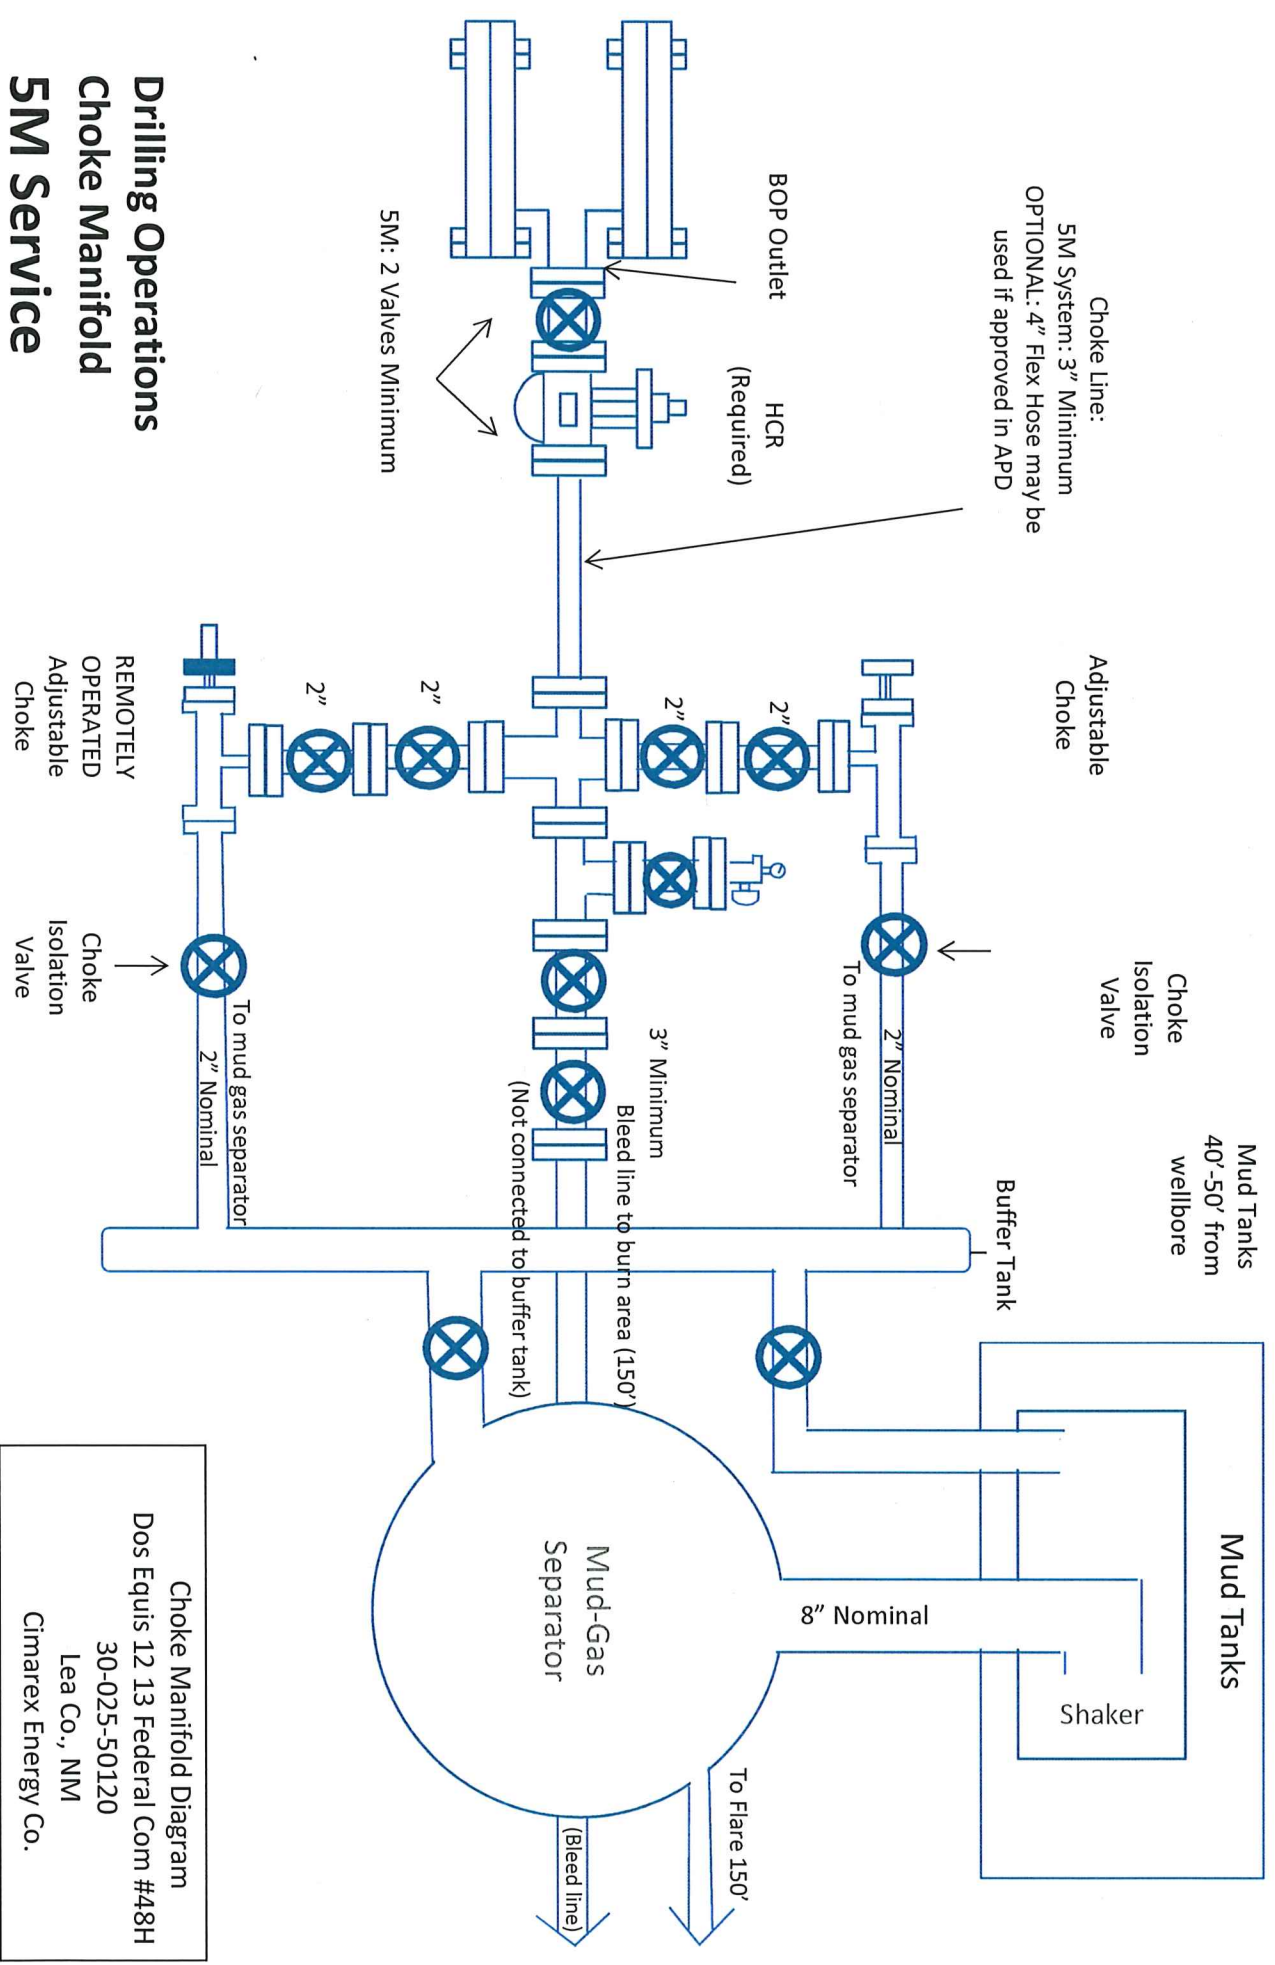 Drilling Operations
Choke Manifold
5M Service
Choke Line:
5M System: 3” Minimum
OPTIONAL: 4” Flex Hose may be
used if approved in APD
BOP Outlet
HCR
(Required)
5M: 2 Valves Minimum
Adjustable
Choke
2”
2”
2”
2”
REMOTELY
OPERATED
Adjustable
Choke
Choke
Isolation
Valve
Choke
Isolation
Valve
2” Nominal
To mud gas separator
3” Minimum
Bleed line to burn area (150’)
(Not connected to buffer tank)
To mud gas separator
2” Nominal
Mud Tanks
40’-50’ from
wellbore
Buffer Tank
Mud Tanks
Shaker
8” Nominal
Mud-Gas
Separator
To Flare 150’
(Bleed line)
Choke Manifold Diagram
Dos Equis 12 13 Federal Com #48H
30-025-50120
Lea Co., NM
Cimarex Energy Co.